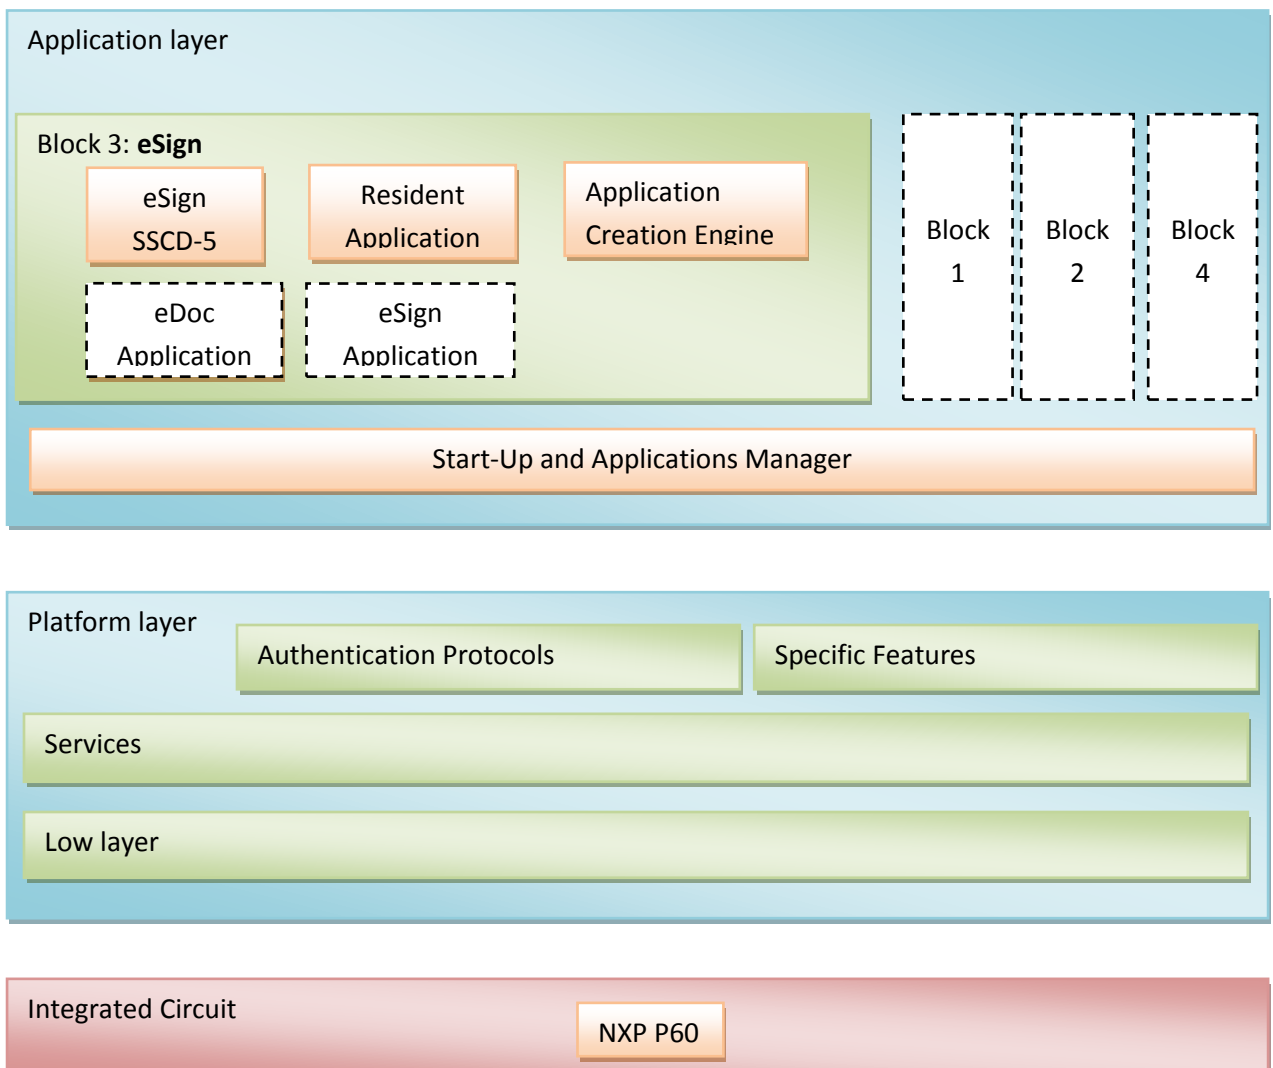 Application layer
Block 3: eSign
eSign
SSCD-5
Resident
Application
Application
Creation Engine
eDoc
Application
eSign
Application
Block
1
Block
2
Block
4
Start-Up and Applications Manager
Platform layer
Authentication Protocols
Specific Features
Services
Low layer
Integrated Circuit
NXP P60